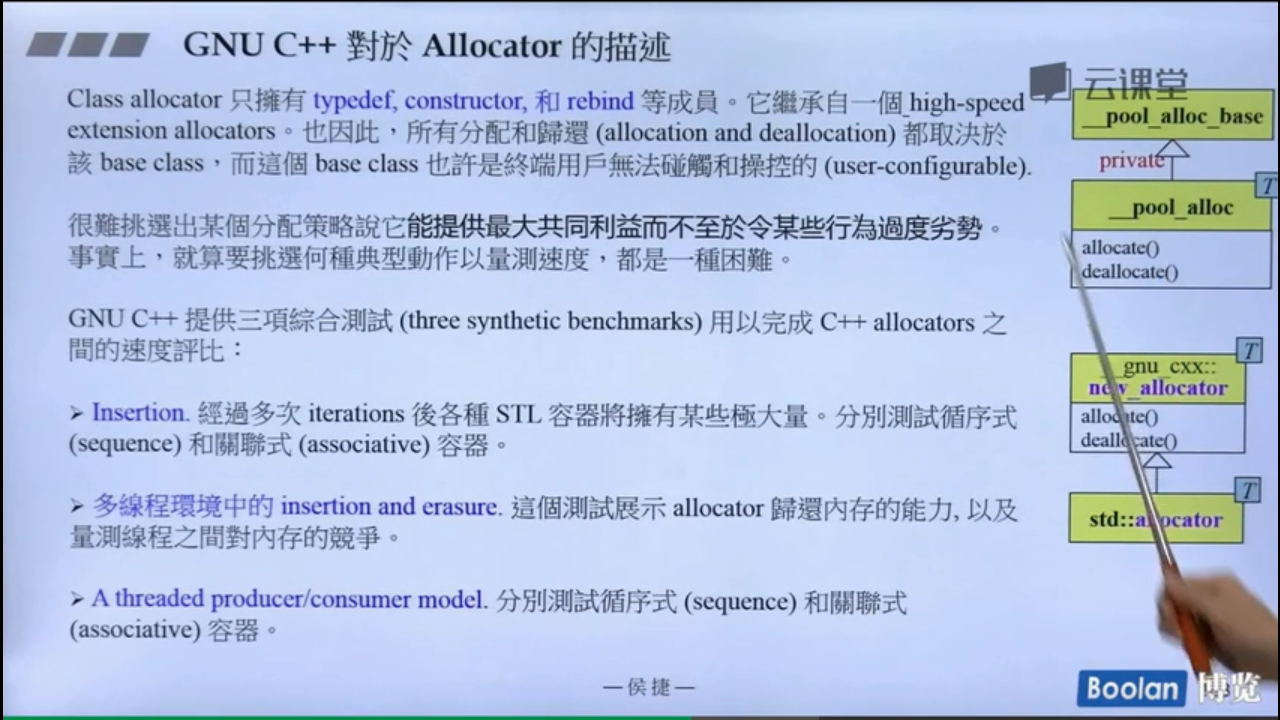 GNU C++ 對於 Allocator 的描述
云课堂
Class allocator 只擁有 typedef, constructor, 和 rebind 等成員。它繼承自一個 high-speed
extension allocators。也因此，所有分配和歸還 (allocation and deallocation) 都取決於
該 base class，而這個 base class 也許是終端用戶無法碰觸和操控的 (user-configurable).
很難挑選出某個分配策略說它能提供最大共同利益而不至於令某些行為過度劣勢。
事實上，就算要挑選何種典型動作以量測速度，都是一種困難。
GNU C++ 提供三項綜合測試 (three synthetic benchmarks) 用以完成 C++ allocators 之
間的速度評比：
➢ Insertion. 經過多次 iterations 後各種 STL 容器將擁有某些極大量。分別測試循序式
(sequence) 和關聯式 (associative) 容器。
➢ 多線程環境中的 insertion and erasure. 這個測試展示 allocator 歸還內存的能力, 以及
量測線程之間對內存的競爭。
➢ A threaded producer/consumer model. 分別測試循序式 (sequence) 和關聯式
(associative) 容器。
__pool_alloc_base
private
T
__pool_alloc
allocate()
deallocate()
T
__gnu_cxx::
new_allocator
allocate()
deallocate()
T
std::allocator
—侯捷—
Boolan 博览